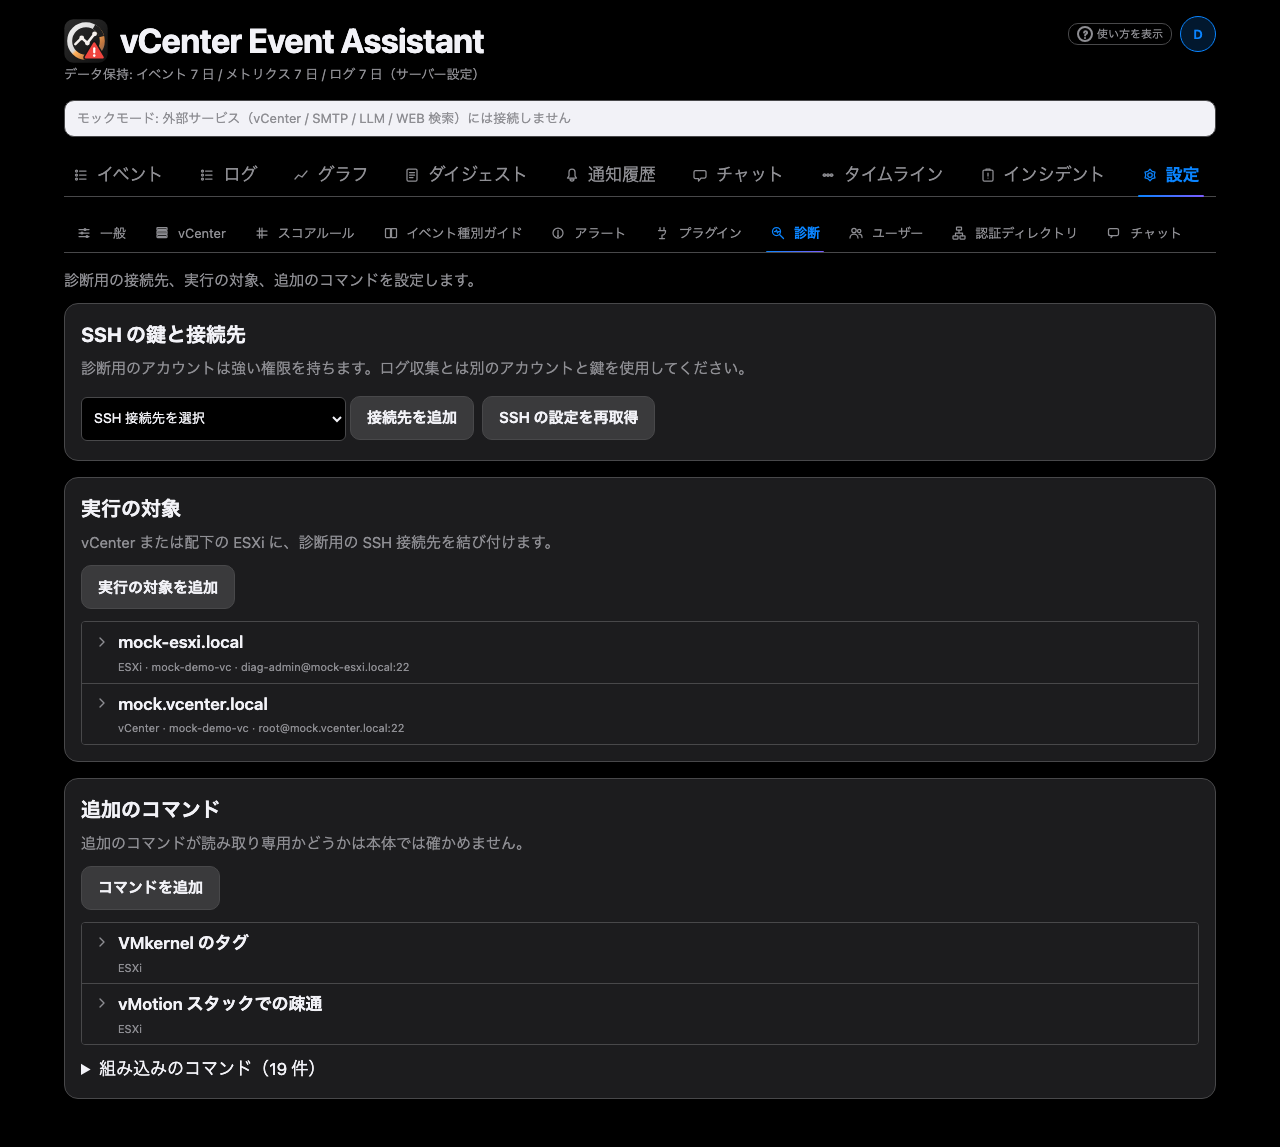 vCenter Event Assistant
使い方を表示
D
データ保持: イベント 7 日 / メトリクス 7 日 / ログ 7 日（サーバー設定）
モックモード: 外部サービス（vCenter / SMTP / LLM / WEB 検索）には接続しません
イベント ログ グラフ ダイジェスト 通知履歴 チャット タイムライン インシデント 設定
一般 vCenter スコアルール イベント種別ガイド アラート プラグイン 診断 ユーザー 認証ディレクトリ チャット
診断用の接続先、実行の対象、追加のコマンドを設定します。
SSH の鍵と接続先
診断用のアカウントは強い権限を持ちます。ログ収集とは別のアカウントと鍵を使用してください。
SSH 接続先を選択 接続先を追加 SSH の設定を再取得
実行の対象
vCenter または配下の ESXi に、診断用の SSH 接続先を結び付けます。
実行の対象を追加
mock-esxi.local
ESXi · mock-demo-vc · diag-admin@mock-esxi.local:22
mock.vcenter.local
vCenter · mock-demo-vc · root@mock.vcenter.local:22
追加のコマンド
追加のコマンドが読み取り専用かどうかは本体では確かめません。
コマンドを追加
VMkernel のタグ
ESXi
vMotion スタックでの疎通
ESXi
組み込みのコマンド（19 件）